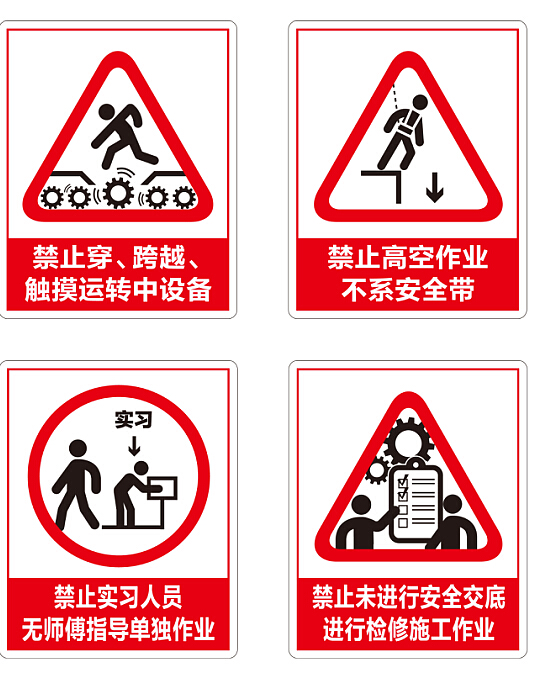 禁止穿、跨越、
触摸运转中设备
禁止高空作业
不系安全带
实习
禁止实习人员
无师傅指导单独作业
禁止未进行安全交底
进行检修施工作业